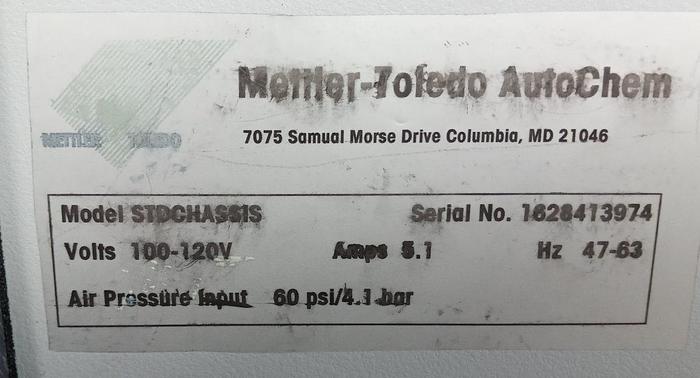 Mettler-Toledo AutoChem
METTLER TOLEDO
7075 Samual Morse Drive Columbia, MD 21046
Model STDCHASSIS Serial No. 1628413974
Volts 100-120V Amps 5.1 Hz 47-63
Air Pressure Input 60 psi/4.1 bar